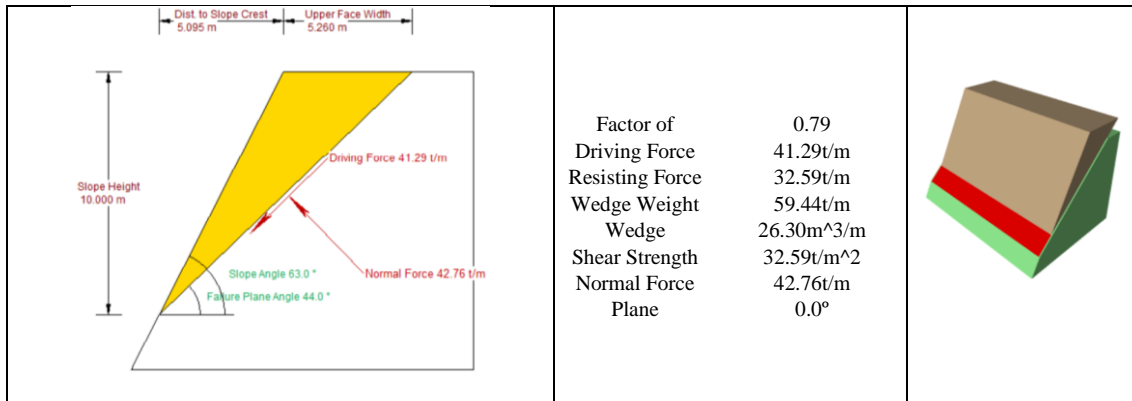 Dist. to Slope Crest
5.095 m
Upper Face Width
5.260 m
Driving Force 41.29 t/m
Slope Height
10.000 m
Slope Angle 63.0 °
Normal Force 42.76 t/m
Failure Plane Angle 44.0 °
Factor of 0.79
Driving Force 41.29t/m
Resisting Force 32.59t/m
Wedge Weight 59.44t/m
Wedge 26.30m^3/m
Shear Strength 32.59t/m^2
Normal Force 42.76t/m
Plane 0.0º